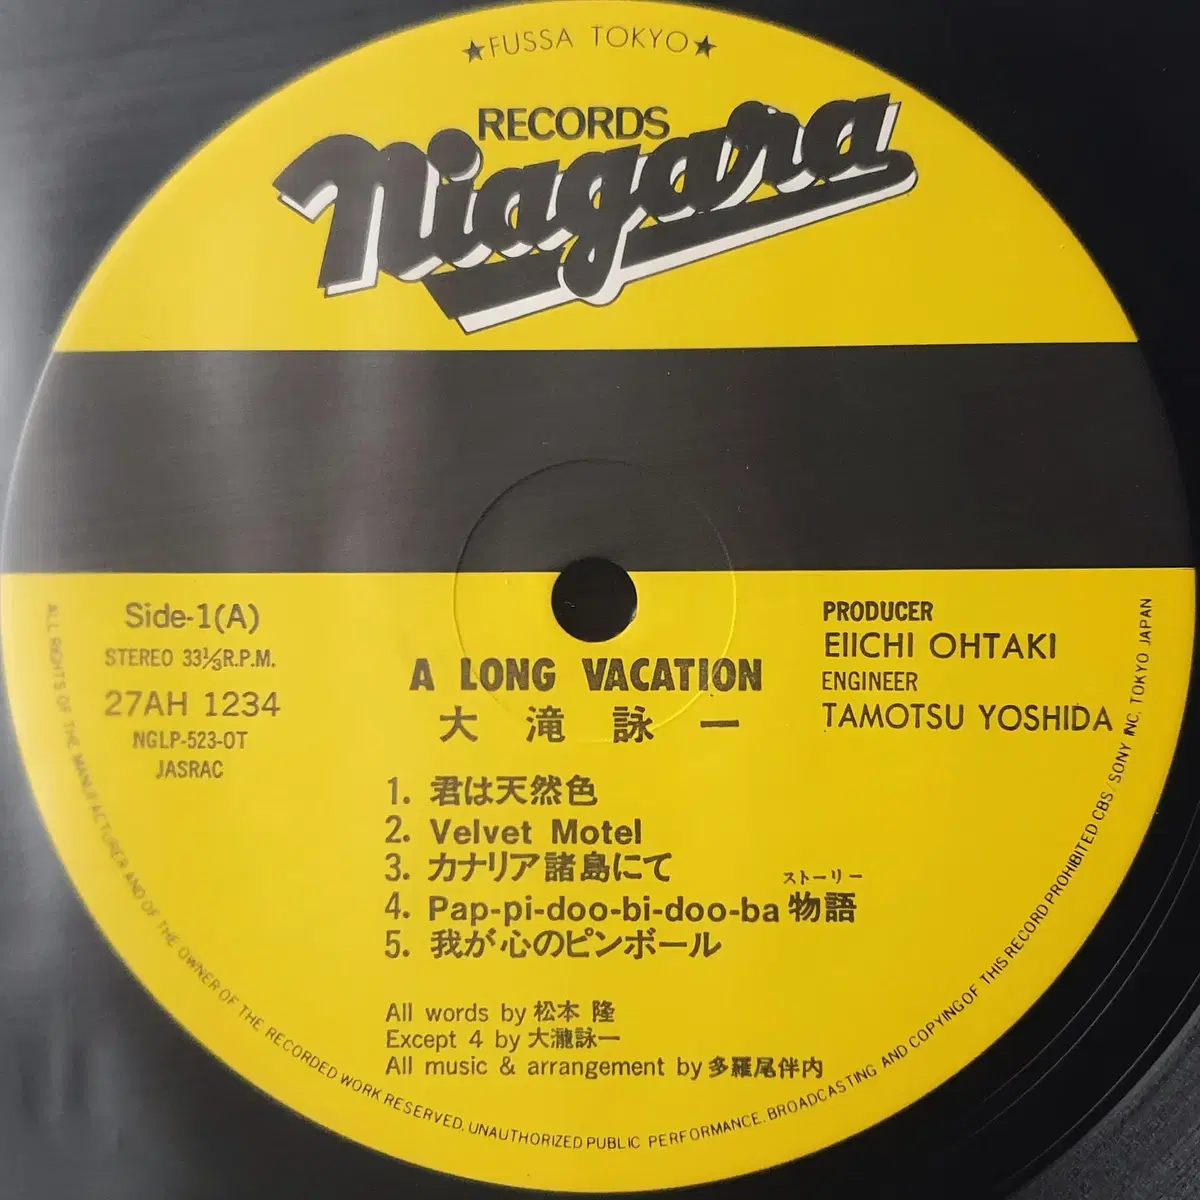 ★FUSSA TOKYO★
RECORDS
Niagara
Side-1(A)
STEREO 33⅓R.P.M.
27AH 1234
NGLP-523-OT
JASRAC
PRODUCER
EIICHI OHTAKI
ENGINEER
TAMOTSU YOSHIDA
A LONG VACATION
大滝詠一
1. 君は天然色
2. Velvet Motel
3. カナリア諸島にて
ストーリー
4. Pap-pi-doo-bi-doo-ba 物語
5. 我が心のピンボール
All words by 松本 隆
Except 4 by 大瀧詠一
All music & arrangement by 多羅尾伴内
ALL RIGHTS OF THE MANUFACTURER AND OF THE OWNER OF THE RECORDED WORK RESERVED. UNAUTHORIZED PUBLIC PERFORMANCE. BROADCASTING AND COPYING OF THIS RECORD PROHIBITED CBS/SONY INC. TOKYO JAPAN